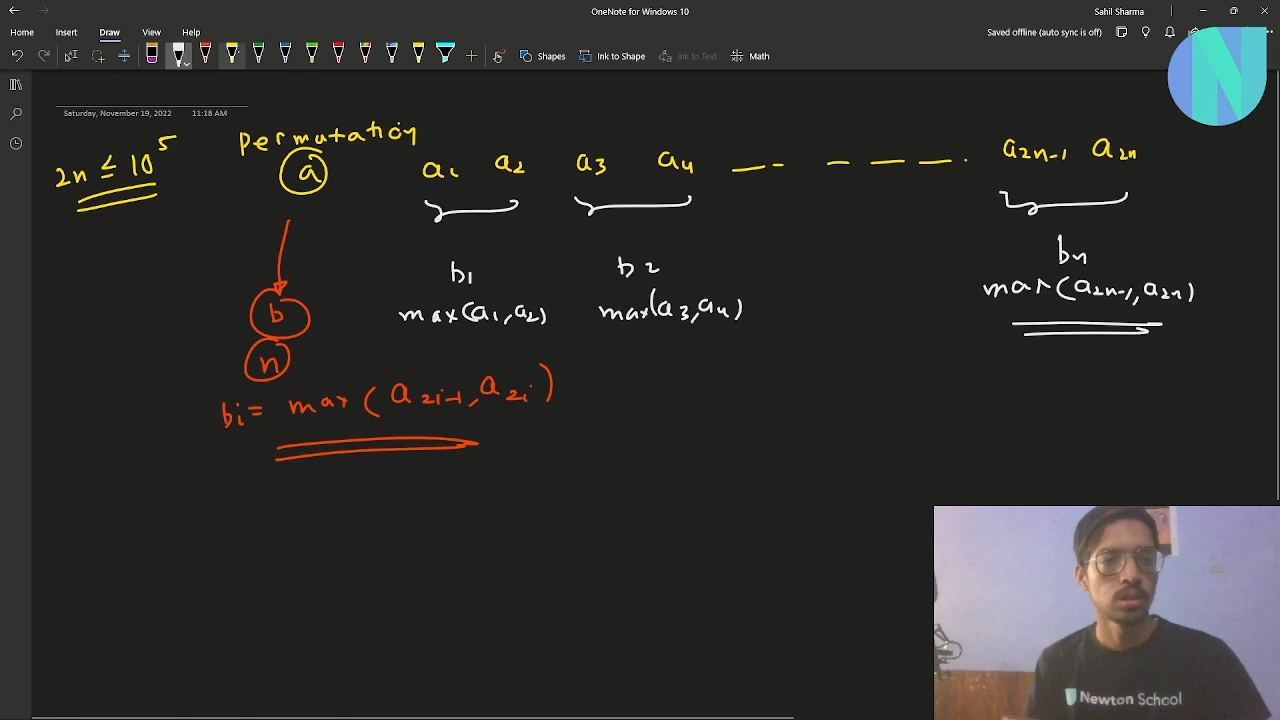 OneNote for Windows 10
Sahil Sharma
Home Insert Draw View Help
Saved offline (auto sync is off)
Shapes Ink to Shape Ink to Text Math
Saturday, November 19, 2022 11:18 AM
2n ≤ 10^5
Permutation
a a1 a2 a3 a4 —- - — — —. a2n-1 a2n
b1 b2 bn
max(a1,a2) max(a3,a4) max(a2n-1,a2n)
b
n
bi = max(a2i-1,a2i)
Newton School